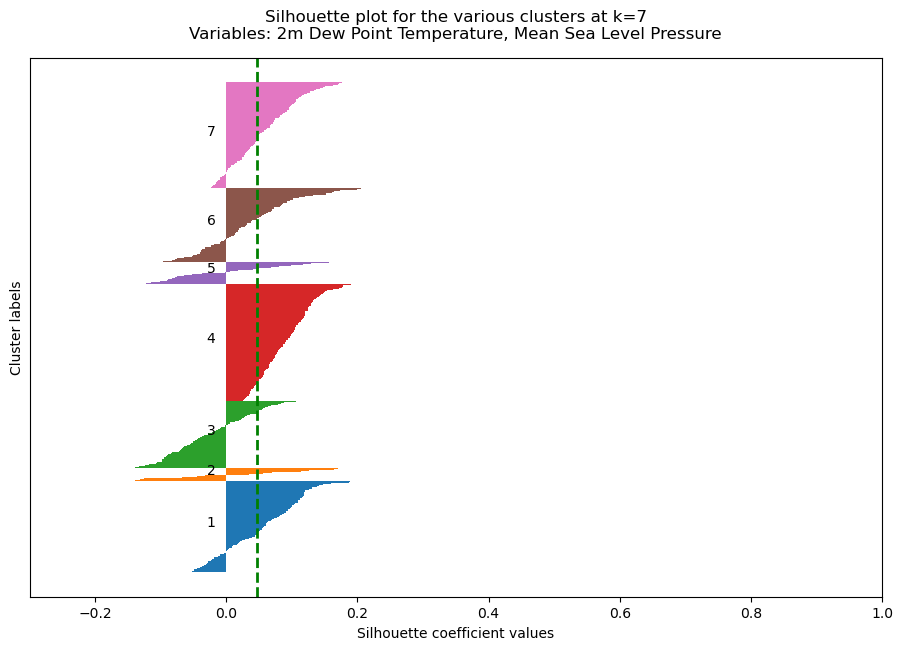 Silhouette plot for the various clusters at k=7
Variables: 2m Dew Point Temperature, Mean Sea Level Pressure
Cluster labels
7
6
5
4
3
2
1
−0.2 0.0 0.2 0.4 0.6 0.8 1.0
Silhouette coefficient values